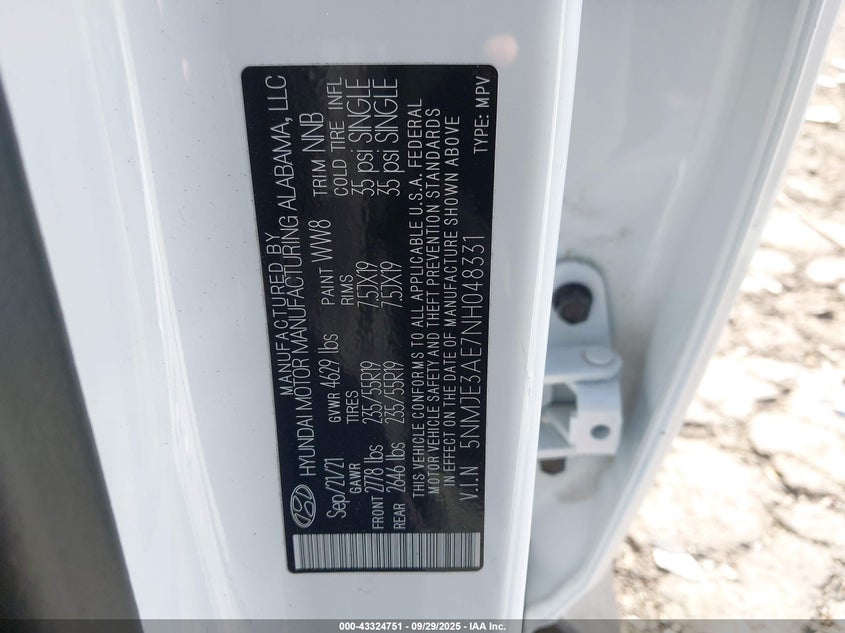 MANUFACTURED BY
HYUNDAI MOTOR MANUFACTURING ALABAMA, LLC
Sep/21/21 GVWR 4629 lbs PAINT WW8 TRIM NNB
GAWR TIRES RIMS COLD TIRE INFL
FRONT 2778 lbs 235/55R19 7.5JX19 35 psi SINGLE
REAR 2646 lbs 235/55R19 7.5JX19 35 psi SINGLE
THIS VEHICLE CONFORMS TO ALL APPLICABLE U.S.A. FEDERAL
MOTOR VEHICLE SAFETY AND THEFT PREVENTION STANDARDS
IN EFFECT ON THE DATE OF MANUFACTURE SHOWN ABOVE
V.I.N 5NMJE3AE7NH048331 TYPE: MPV
000-43324751 — 09/29/2025 — IAA Inc.